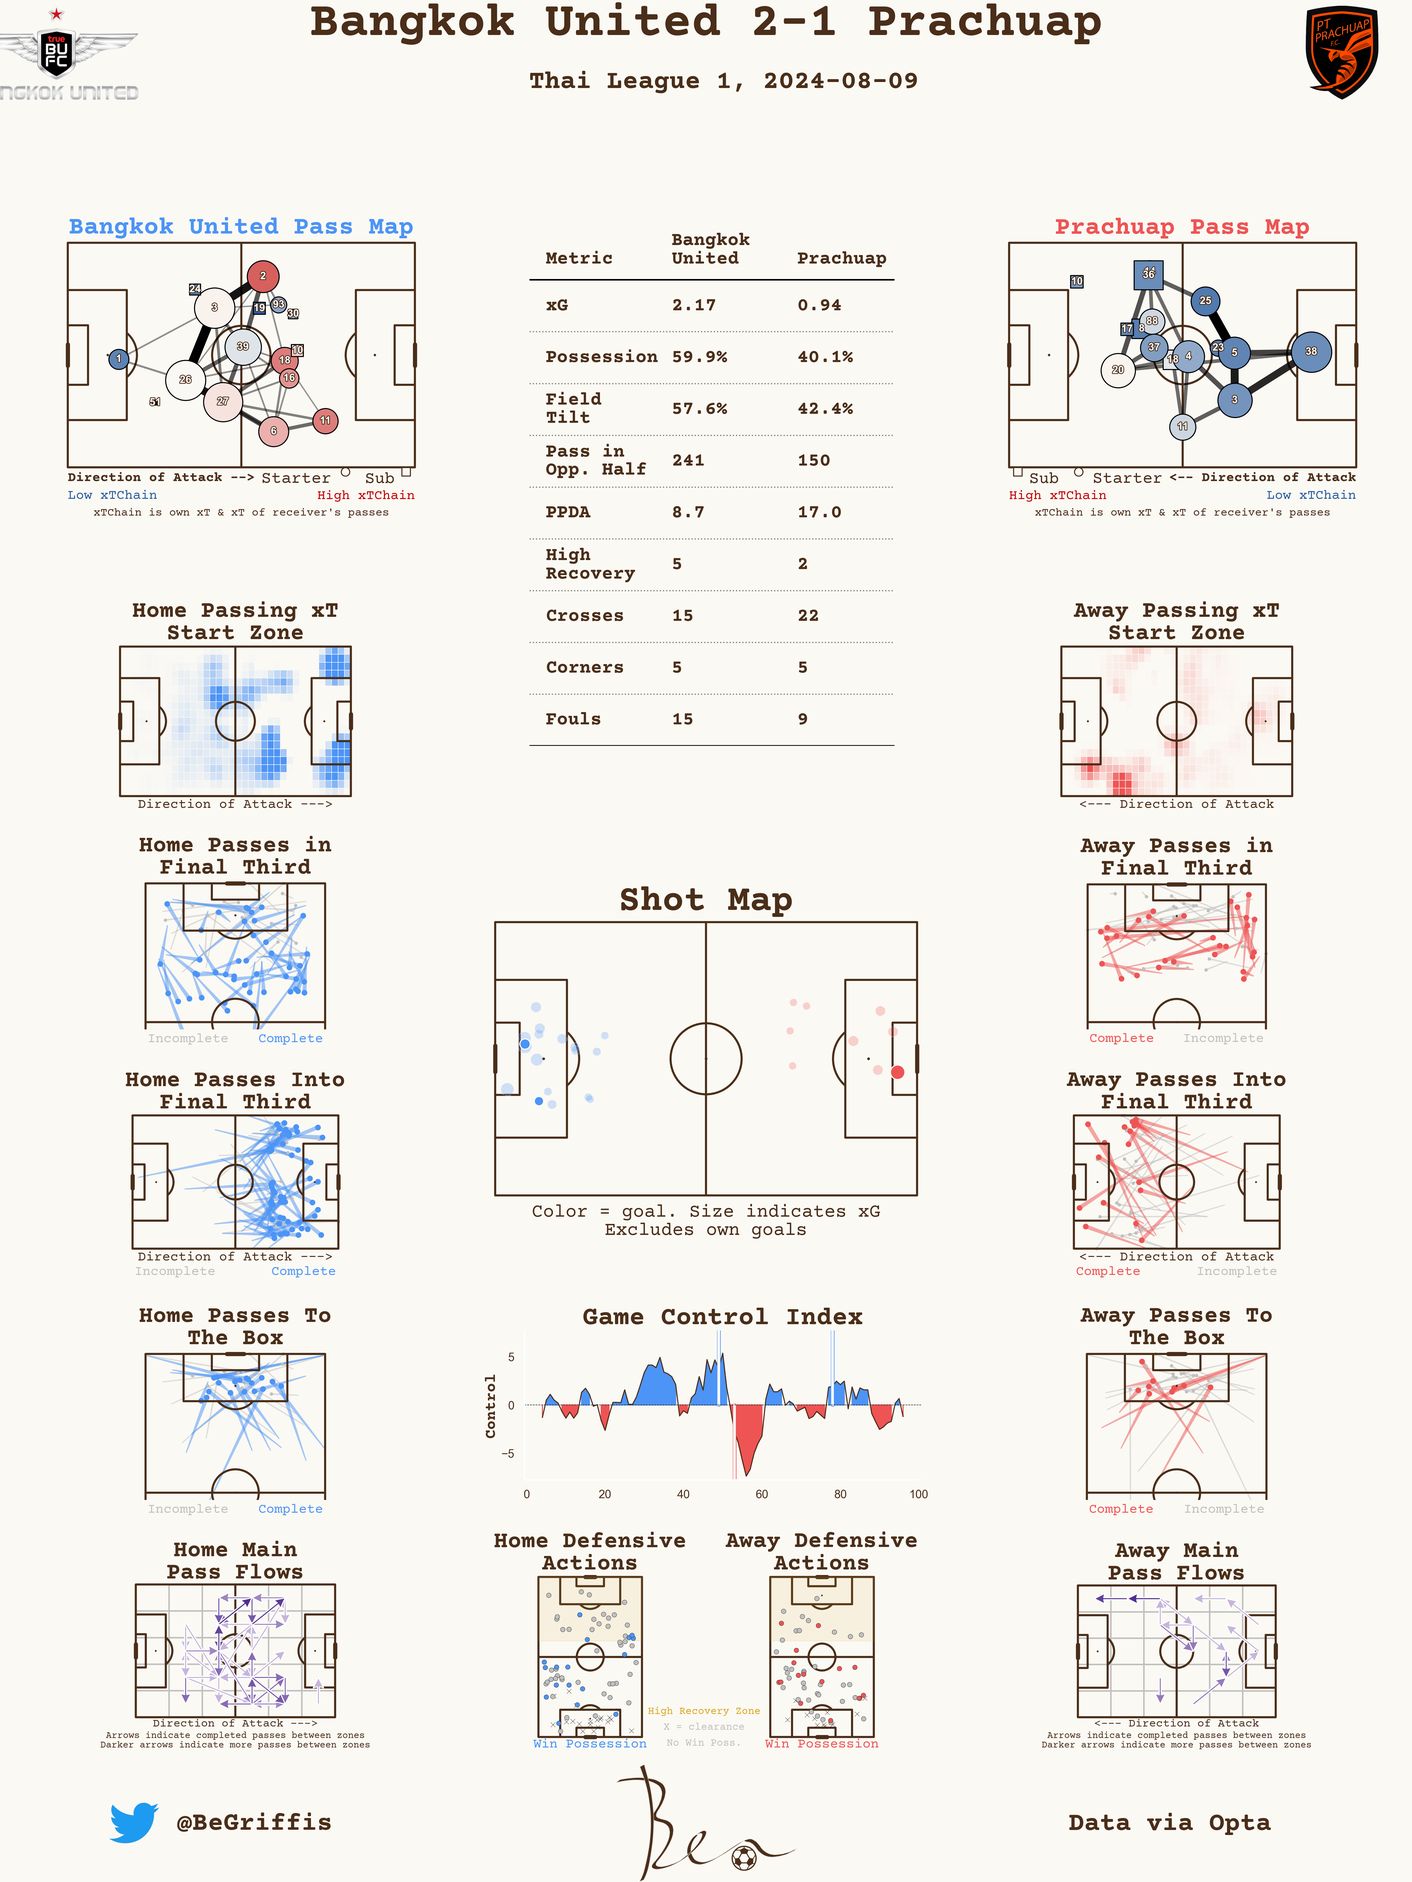 Bangkok United 2-1 Prachuap
Thai League 1, 2024-08-09
true
BU
FC
NGKOK UNITED
PT
PRACHUAP
F.C.
Bangkok United Pass Map
24
2
3
19
93
30
39
1
10
18
26
16
27
51
11
6
Direction of Attack --> Starter Sub
Low xTChain High xTChain
xTChain is own xT & xT of receiver's passes
Metric Bangkok United Prachuap
xG 2.17 0.94
Possession 59.9% 40.1%
Field Tilt 57.6% 42.4%
Pass in Opp. Half 241 150
PPDA 8.7 17.0
High Recovery 5 2
Crosses 15 22
Corners 5 5
Fouls 15 9
Prachuap Pass Map
10
36
25
88
17
8
37
4
23
5
38
18
20
3
11
Sub Starter <-- Direction of Attack
High xTChain Low xTChain
xTChain is own xT & xT of receiver's passes
Home Passing xT
Start Zone
Direction of Attack --->
Away Passing xT
Start Zone
<--- Direction of Attack
Home Passes in
Final Third
Incomplete Complete
Away Passes in
Final Third
Complete Incomplete
Shot Map
Color = goal. Size indicates xG
Excludes own goals
Home Passes Into
Final Third
Direction of Attack --->
Incomplete Complete
Away Passes Into
Final Third
<--- Direction of Attack
Complete Incomplete
Home Passes To
The Box
Incomplete Complete
Game Control Index
Control
5
0
−5
0 20 40 60 80 100
Away Passes To
The Box
Complete Incomplete
Home Main
Pass Flows
Direction of Attack --->
Arrows indicate completed passes between zones
Darker arrows indicate more passes between zones
Home Defensive
Actions
Win Possession
High Recovery Zone
X = clearance
No Win Poss.
Away Defensive
Actions
Win Possession
Away Main
Pass Flows
<--- Direction of Attack
Arrows indicate completed passes between zones
Darker arrows indicate more passes between zones
@BeGriffis
Ben
Data via Opta